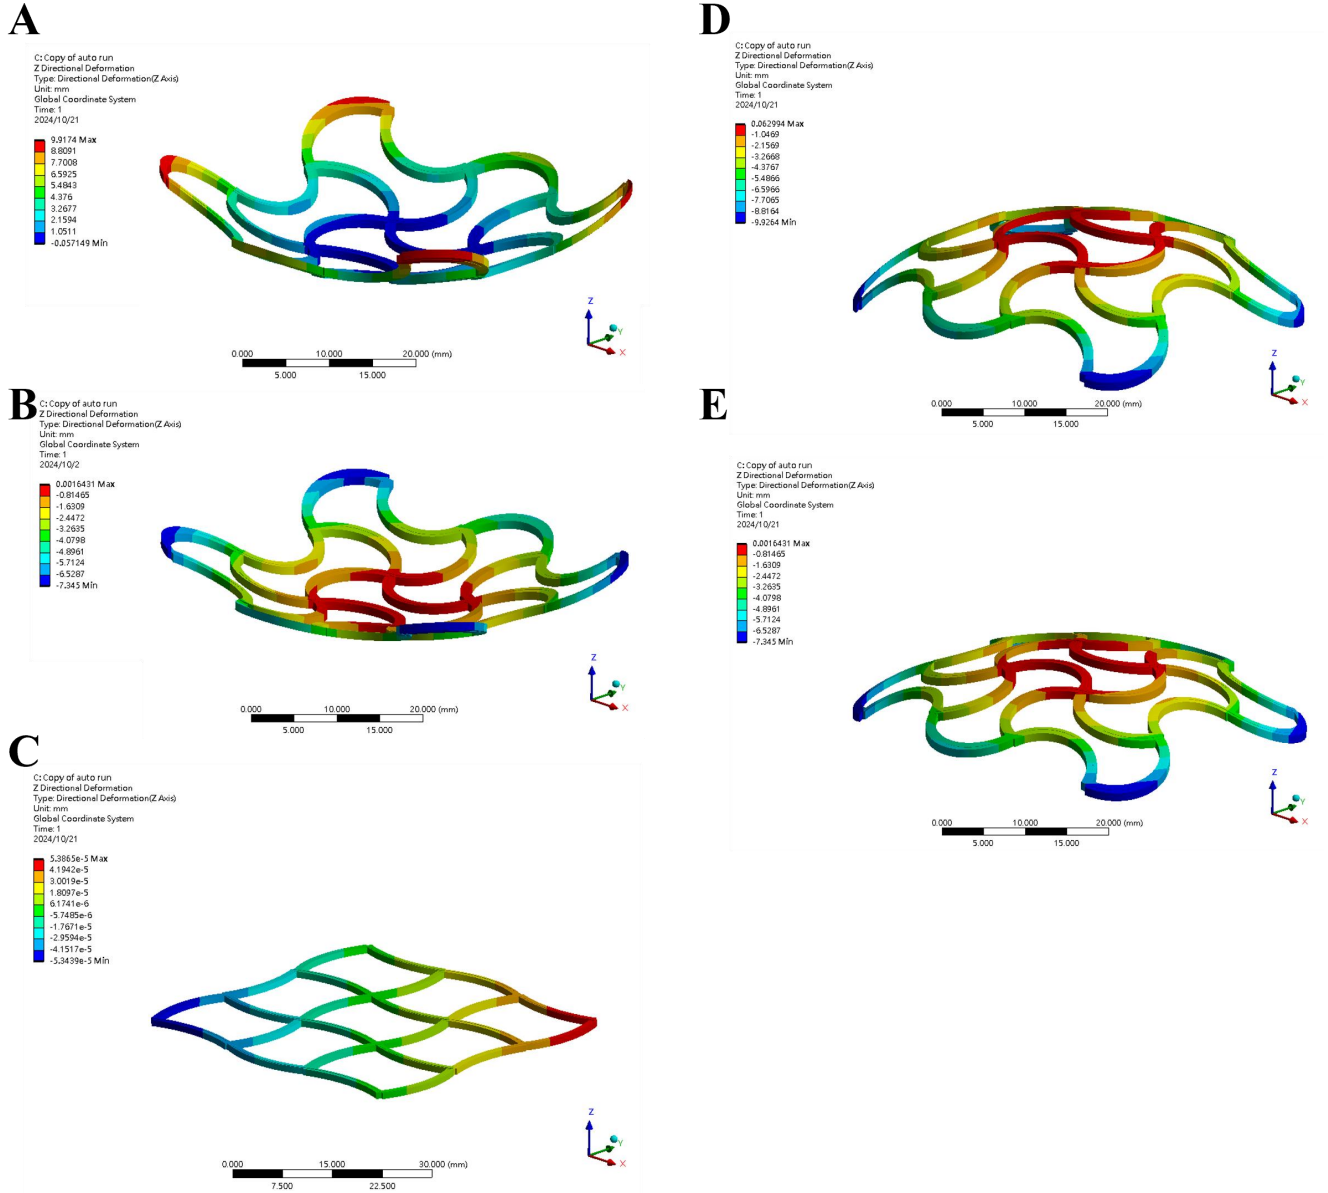 A
C: Copy of auto run
Z Directional Deformation
Type: Directional Deformation(Z Axis)
Unit: mm
Global Coordinate System
Time: 1
2024/10/21
9.9174 Max
8.8091
7.7008
6.5925
5.4843
4.376
3.2677
2.1594
1.0511
-0.057149 Min
Z
Y
X
0.000 10.000 20.000 (mm)
5.000 15.000
B
C: Copy of auto run
Z Directional Deformation
Type: Directional Deformation(Z Axis)
Unit: mm
Global Coordinate System
Time: 1
2024/10/2
0.0016431 Max
-0.81465
-1.6309
-2.4472
-3.2635
-4.0798
-4.8961
-5.7124
-6.5287
-7.345 Min
Z
Y
X
0.000 10.000 20.000 (mm)
5.000 15.000
C
C: Copy of auto run
Z Directional Deformation
Type: Directional Deformation(Z Axis)
Unit: mm
Global Coordinate System
Time: 1
2024/10/21
5.3865e-5 Max
4.1942e-5
3.0019e-5
1.8097e-5
6.1741e-6
-5.7485e-6
-1.7671e-5
-2.9594e-5
-4.1517e-5
-5.3439e-5 Min
Z
Y
X
0.000 15.000 30.000 (mm)
7.500 22.500
D
C: Copy of auto run
Z Directional Deformation
Type: Directional Deformation(Z Axis)
Unit: mm
Global Coordinate System
Time: 1
2024/10/21
0.062994 Max
-1.0469
-2.1569
-3.2668
-4.3767
-5.4866
-6.5966
-7.7065
-8.8164
-9.9264 Min
Z
Y
X
0.000 10.000 20.000 (mm)
5.000 15.000
E
C: Copy of auto run
Z Directional Deformation
Type: Directional Deformation(Z Axis)
Unit: mm
Global Coordinate System
Time: 1
2024/10/21
0.0016431 Max
-0.81465
-1.6309
-2.4472
-3.2635
-4.0798
-4.8961
-5.7124
-6.5287
-7.345 Min
Z
Y
X
0.000 10.000 20.000 (mm)
5.000 15.000